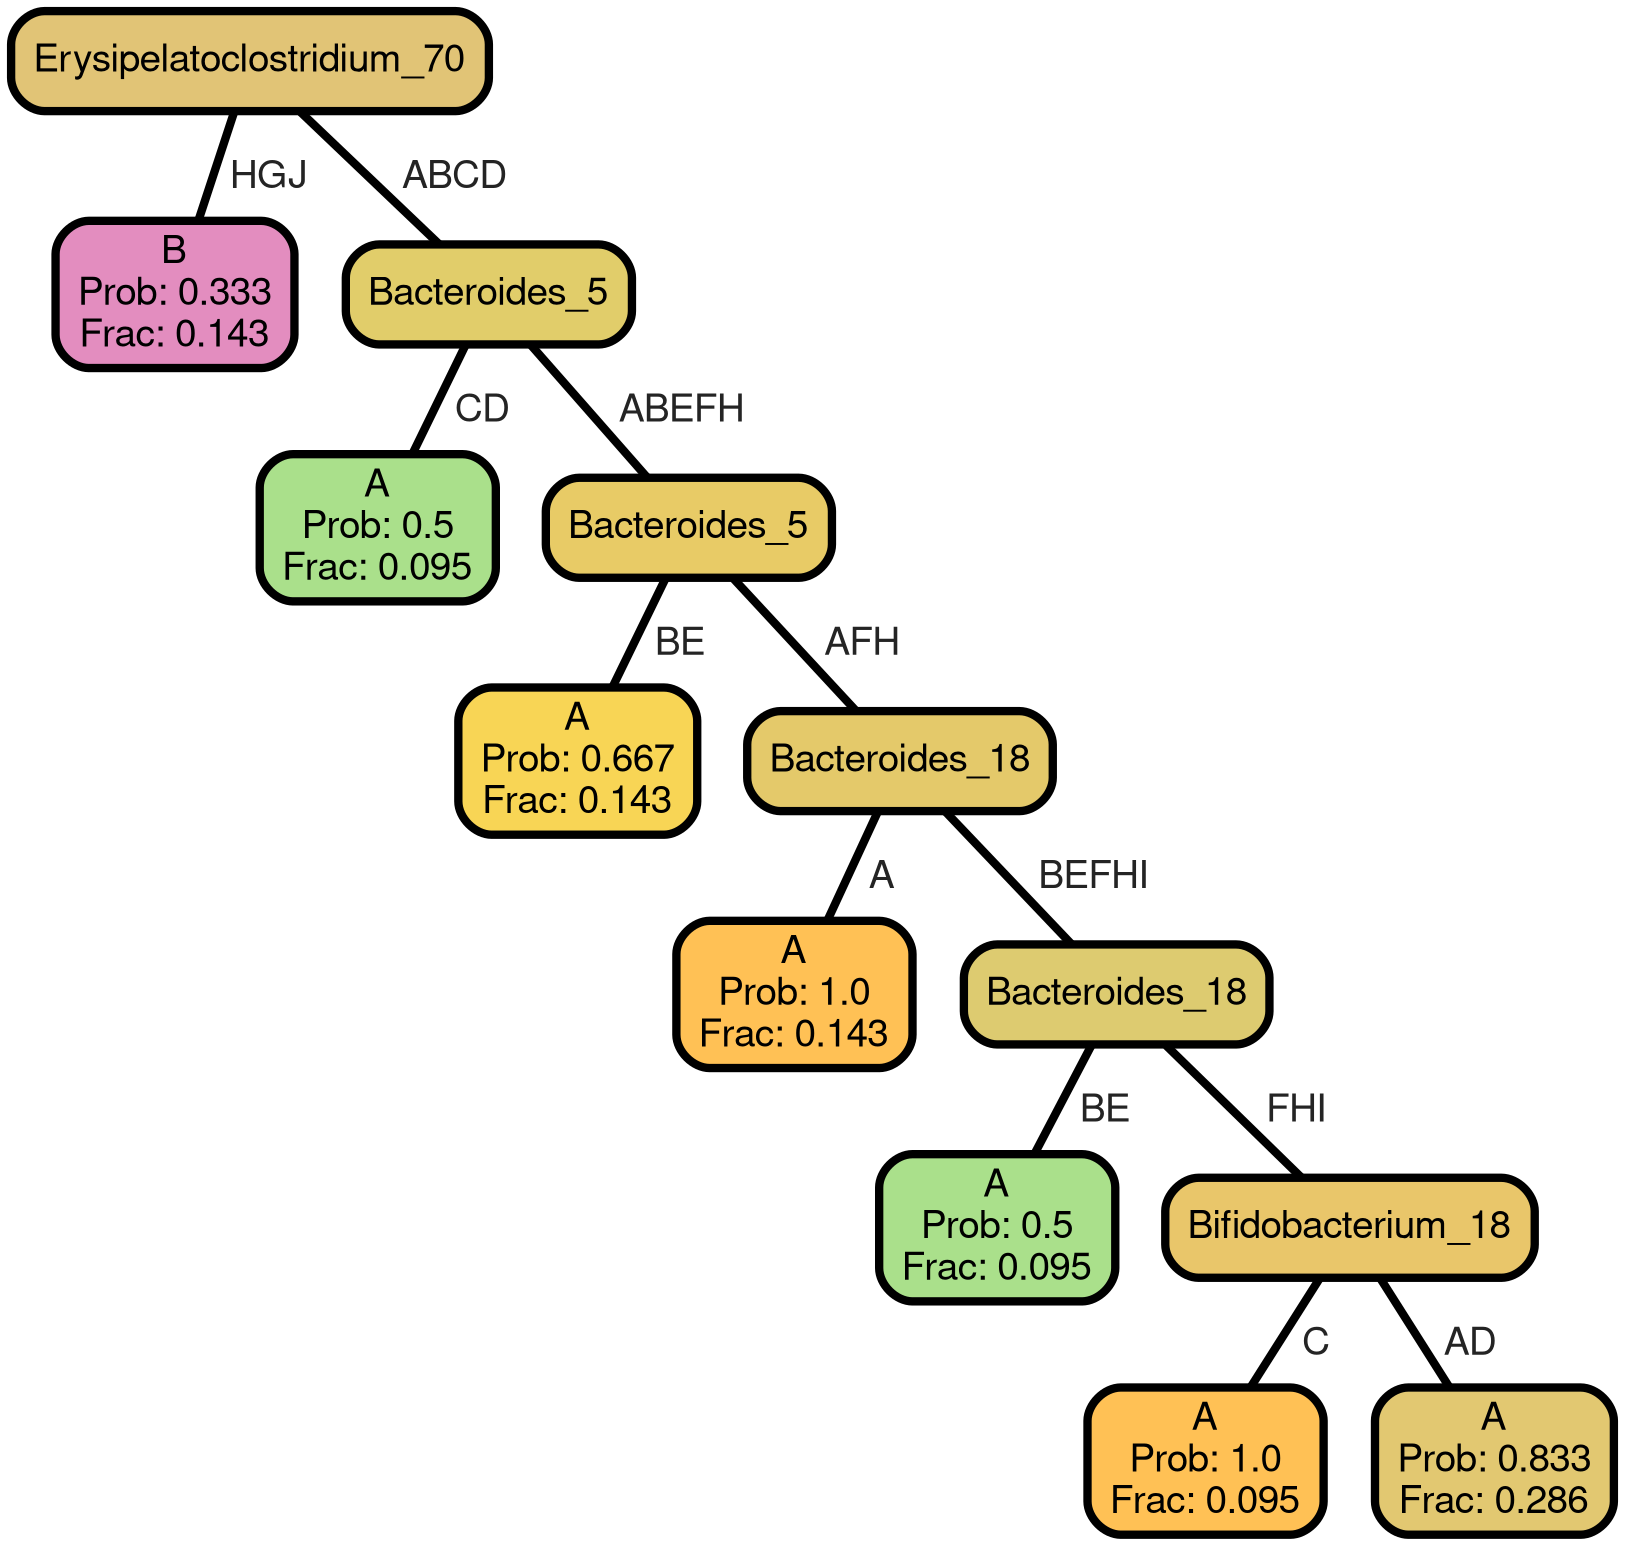 Erysipelatoclostridium_70
HGJ
ABCD
B
Prob: 0.333
Frac: 0.143
Bacteroides_5
CD
ABEFH
A
Prob: 0.5
Frac: 0.095
Bacteroides_5
BE
AFH
A
Prob: 0.667
Frac: 0.143
Bacteroides_18
A
BEFHI
A
Prob: 1.0
Frac: 0.143
Bacteroides_18
BE
FHI
A
Prob: 0.5
Frac: 0.095
Bifidobacterium_18
C
AD
A
Prob: 1.0
Frac: 0.095
A
Prob: 0.833
Frac: 0.286